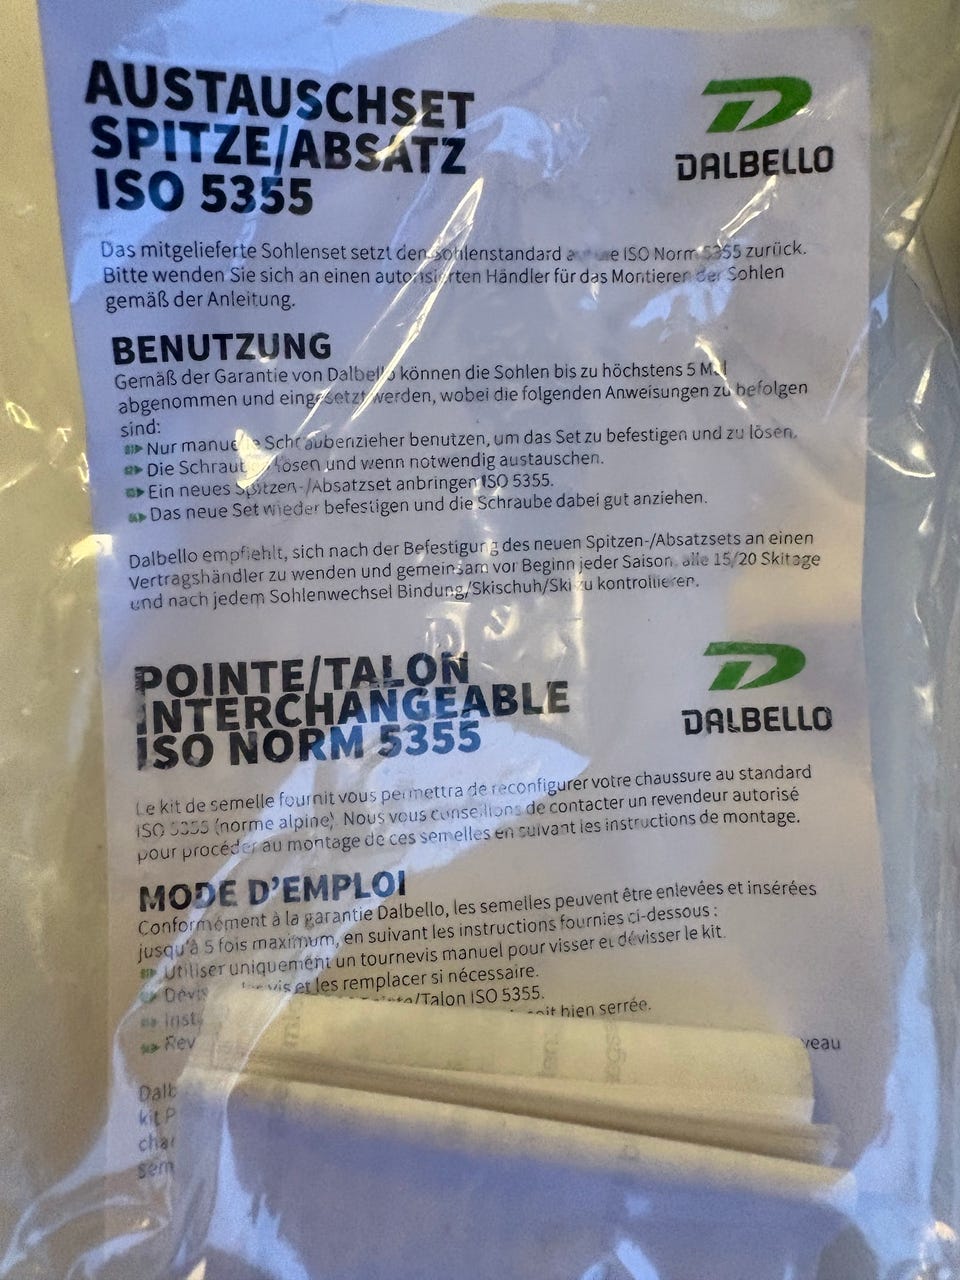 AUSTAUSCHSET
SPITZE/ABSATZ
ISO 5355
DALBELLO
Das mitgelieferte Sohlenset setzt den Sohlenstandard ISO Norm 5355 zurück.
Bitte wenden Sie sich an einen autorisierten Händler für das Montieren der Sohlen
gemäß der Anleitung.
BENUTZUNG
Gemäß der Garantie von Dalbello können die Sohlen bis zu höchstens 5 Mal
abgenommen und eingesetzt werden, wobei die folgenden Anweisungen zu befolgen
sind:
Nur manuelle Schraubenzieher benutzen, um das Set zu befestigen und zu lösen.
Die Schrauben lösen und wenn notwendig austauschen.
Ein neues Spitzen-/Absatzset anbringen ISO 5355.
Das neue Set wieder befestigen und die Schraube dabei gut anziehen.
Dalbello empfiehlt, sich nach der Befestigung des neuen Spitzen-/Absatzsets an einen
Vertragshändler zu wenden und gemeinsam vor Beginn jeder Saison, alle 15/20 Skitage
und nach jedem Sohlenwechsel Bindung/Skischuh/Ski zu kontrollieren.
POINTE/TALON
INTERCHANGEABLE
ISO NORM 5355
DALBELLO
Le kit de semelle fournit vous permettra de reconfigurer votre chaussure au standard
ISO 5355 (norme alpine). Nous vous conseillons de contacter un revendeur autorisé
pour procéder au montage de ces semelles en suivant les instructions de montage.
MODE D'EMPLOI
Conformément à la garantie Dalbello, les semelles peuvent être enlevées et insérées
jusqu'à 5 fois maximum, en suivant les instructions fournies ci-dessous :
Utiliser uniquement un tournevis manuel pour visser et dévisser le kit.
vis et les remplacer si nécessaire.
/Talon ISO 5355.
soit bien serrée.
kit